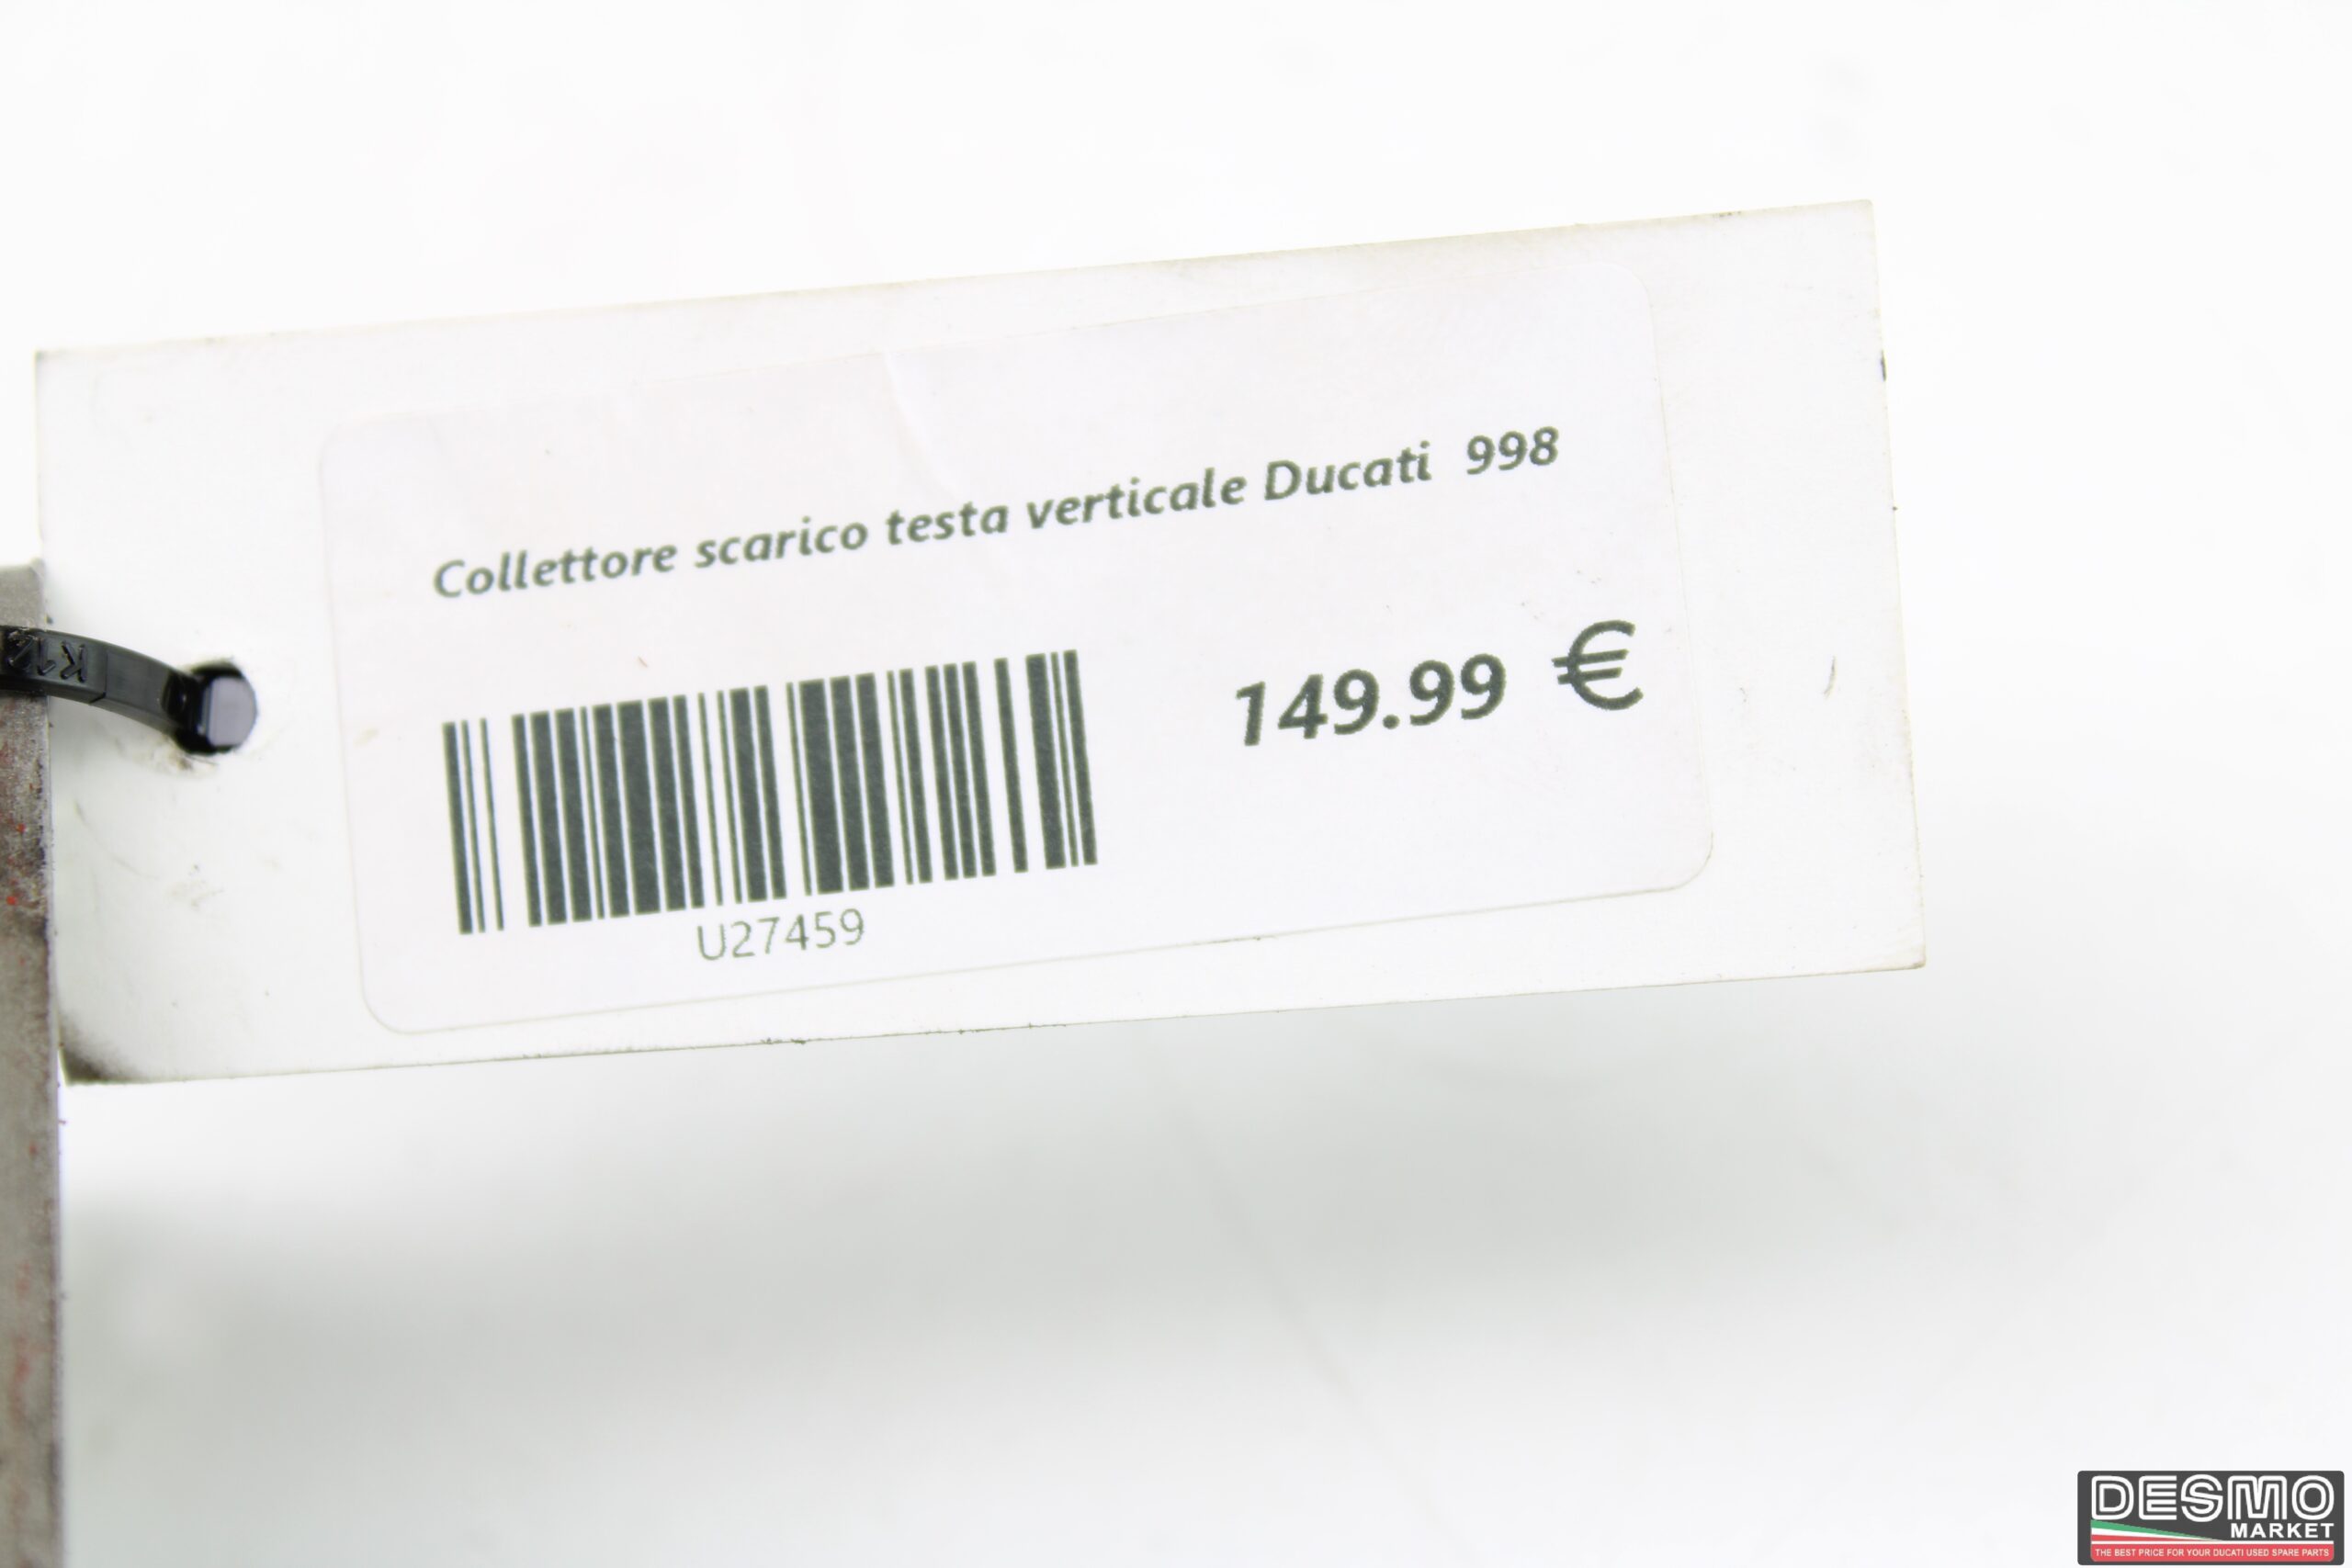 Collettore scarico testa verticale Ducati 998
149.99 €
U27459
DESMO
MARKET
THE BEST PRICE FOR YOUR DUCATI USED SPARE PARTS